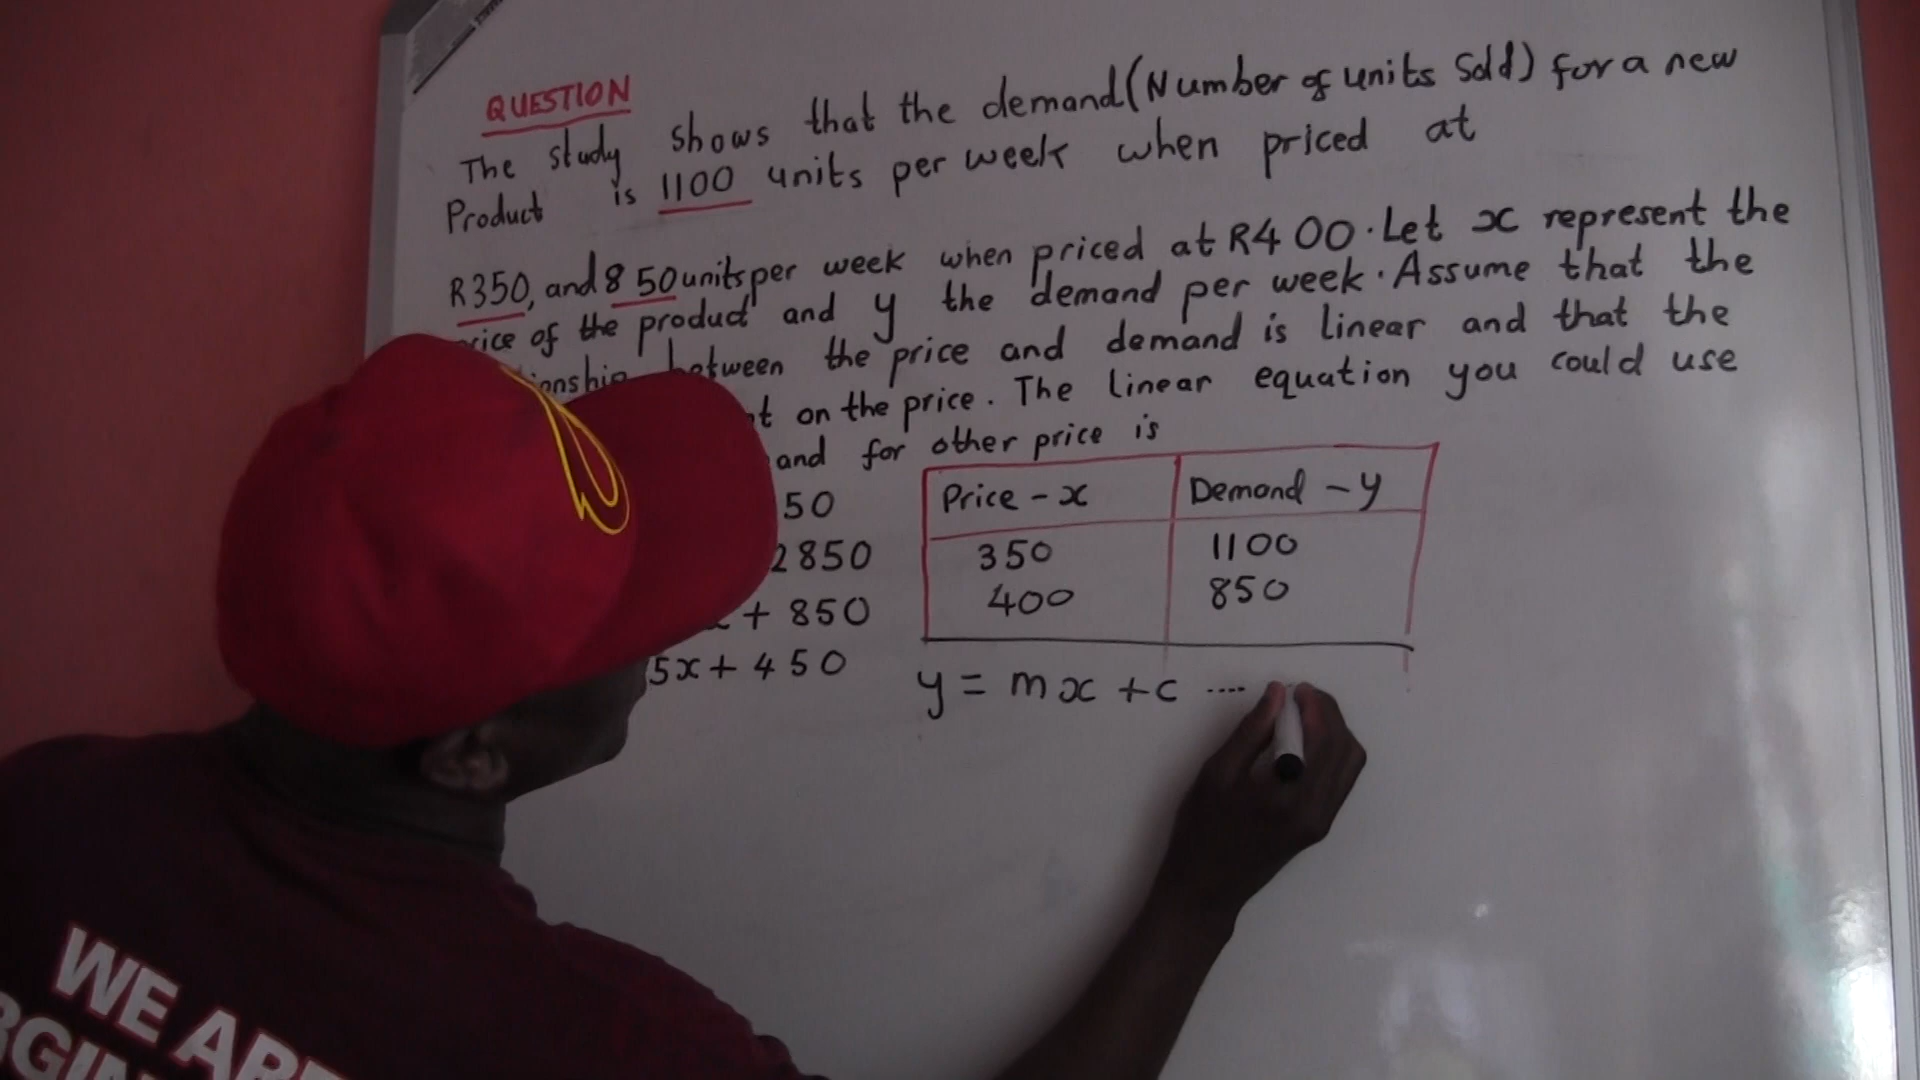 QUESTION
The study shows that the demand (Number of units Sold) for a new
Product is 1100 units per week when priced at
R350, and 850 units per week when priced at R400. Let x represent the
of the product and y the demand per week. Assume that the
between the price and demand is linear and that the
on the price. The linear equation you could use
for other price is
50
2850
+ 850
5x + 450
Price - x Demand - y
350 1100
400 850
y = mx + c ....
WE ARE